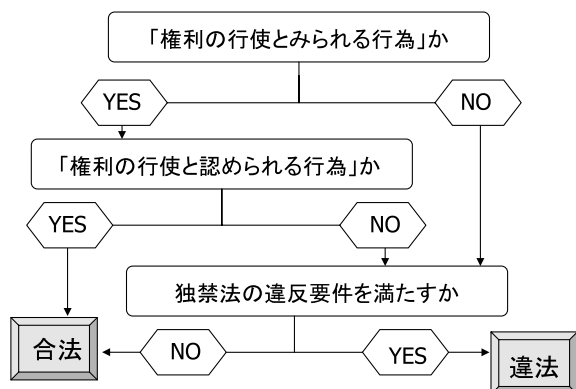 「権利の行使とみられる行為」か
YES
NO
「権利の行使と認められる行為」か
YES
NO
独禁法の違反要件を満たすか
合法
NO
YES
違法